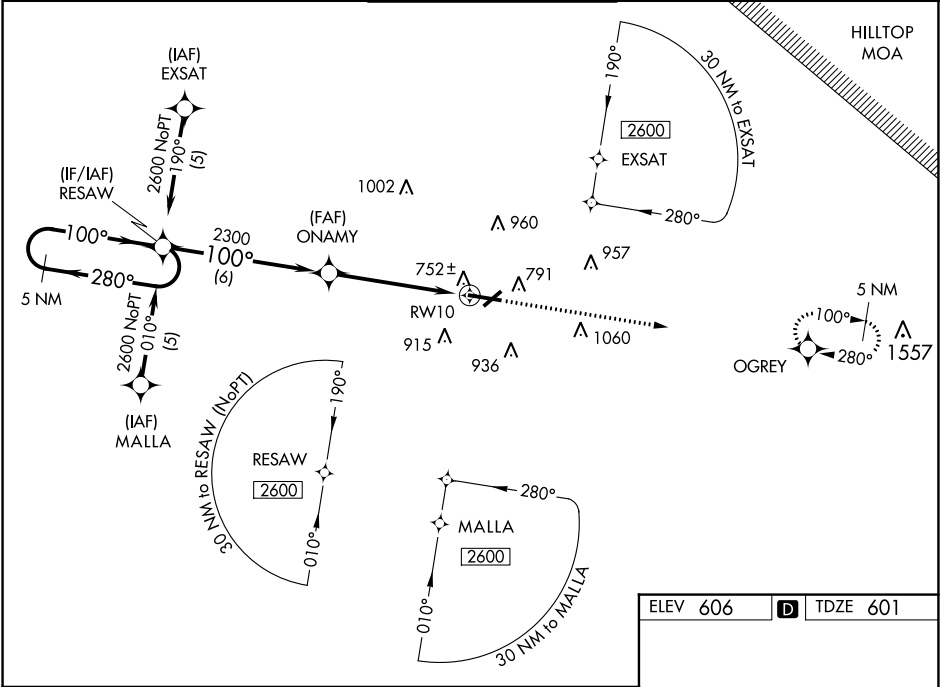 HILLTOP
MOA
(IAF)
EXSAT
2600 NoPT
190°
(5)
(IF/IAF)
RESAW
100°
280°
5 NM
2600 NoPT
010°
(5)
(IAF)
MALLA
2300
100°
(6)
(FAF)
ONAMY
1002
960
957
752±
791
RW10
915
936
1060
190°
30 NM to EXSAT
2600
EXSAT
280°
5 NM
100°
280°
OGREY
1557
30 NM to RESAW (NoPT)
190°
RESAW
2600
010°
280°
MALLA
2600
010°
30 NM to MALLA
ELEV 606 D TDZE 601